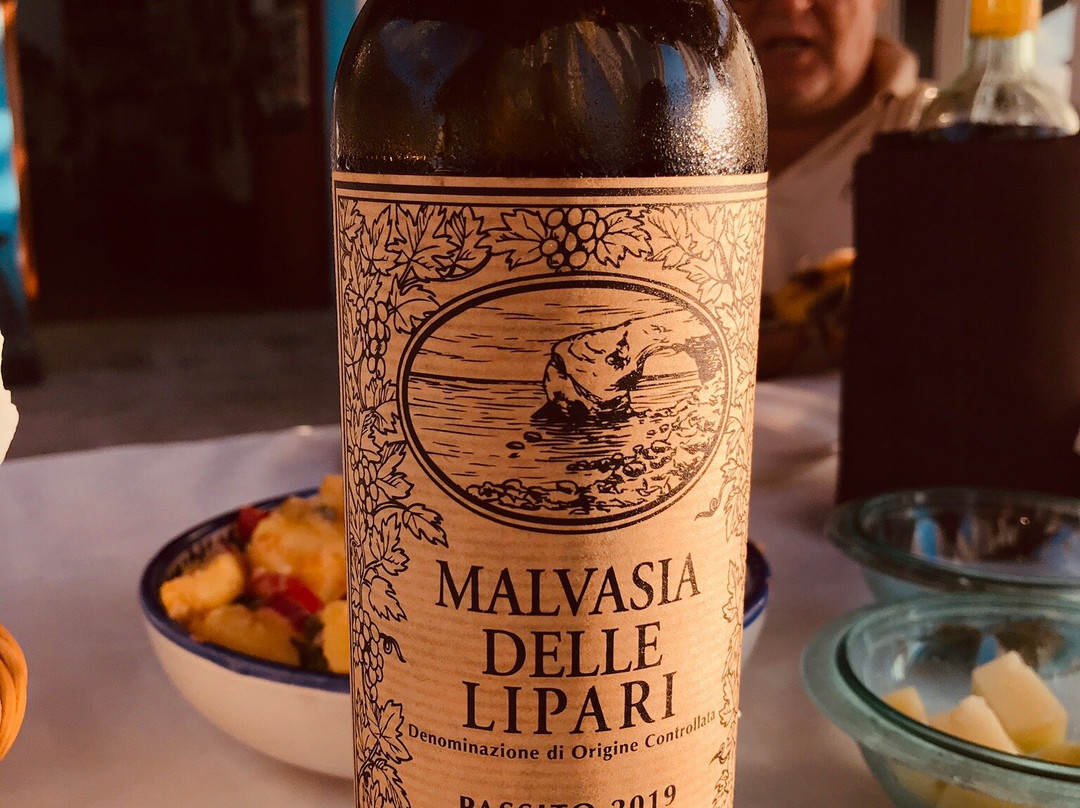 MALVASIA
DELLE
LIPARI
Denominazione di Origine Controllata
PASSITO 2019